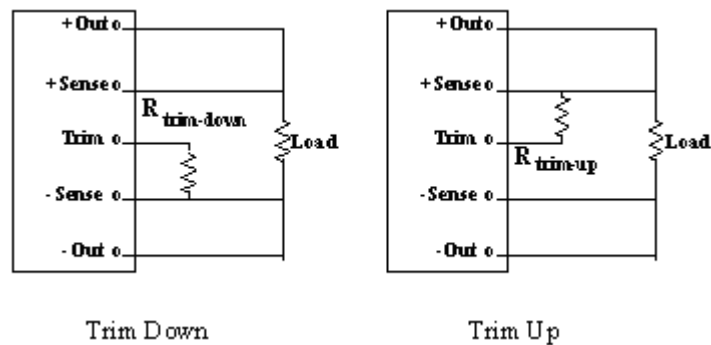 +Out
+Sense
R trim-down
Trim
Load
-Sense
-Out
Trim Down
+Out
+Sense
Trim
R trim-up
Load
-Sense
-Out
Trim Up